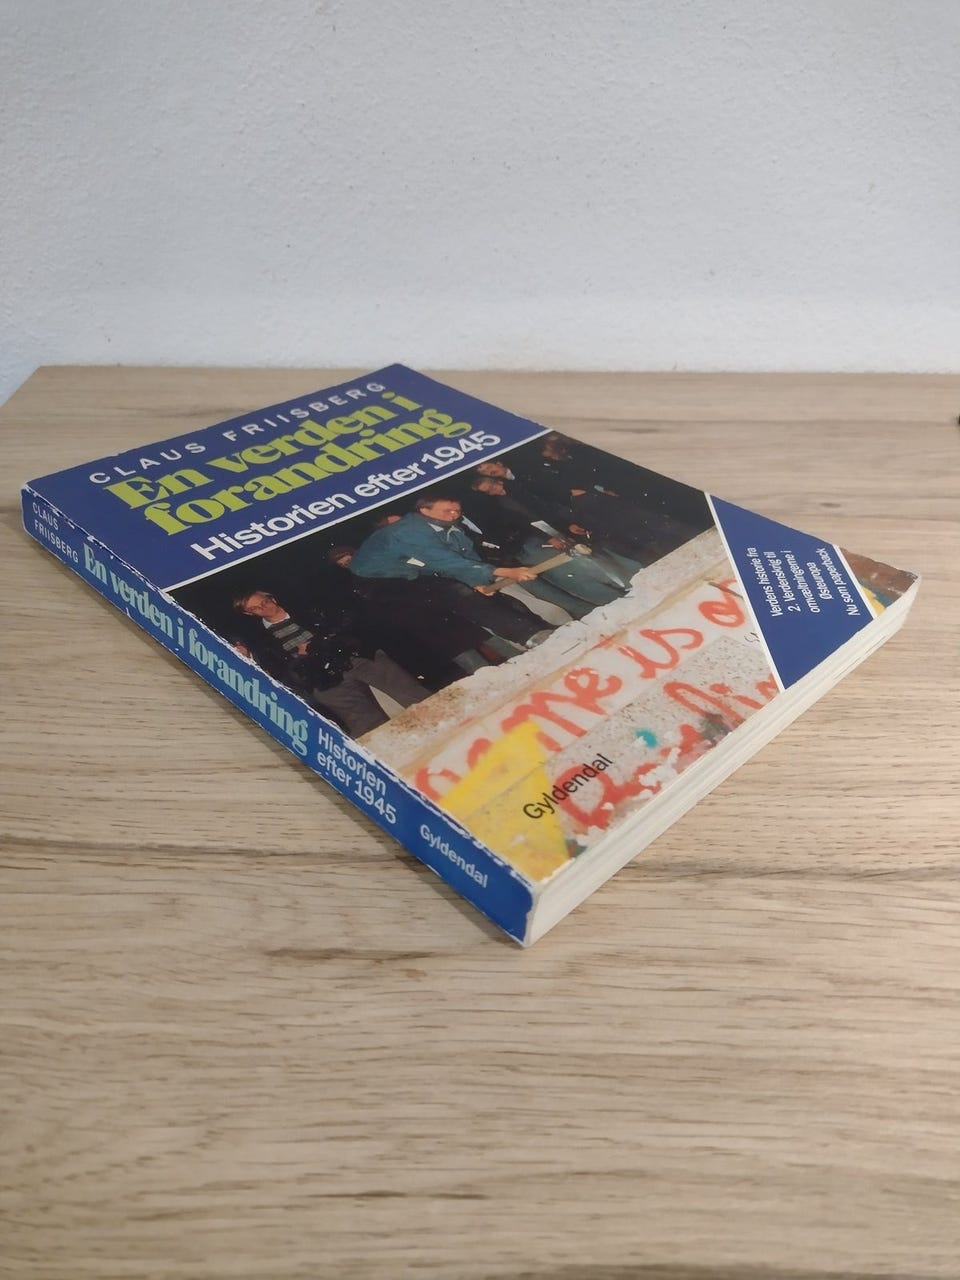 CLAUS FRIISBERG
En verden i
forandring
Historien efter 1945
Verdens historie fra
2. Verdenskrig til
omvæltningerne i
Østeuropa
Nu som paperback
is
Gyldendal
CLAUS
FRIISBERG
En verden i forandring
Historien
efter 1945
Gyldendal